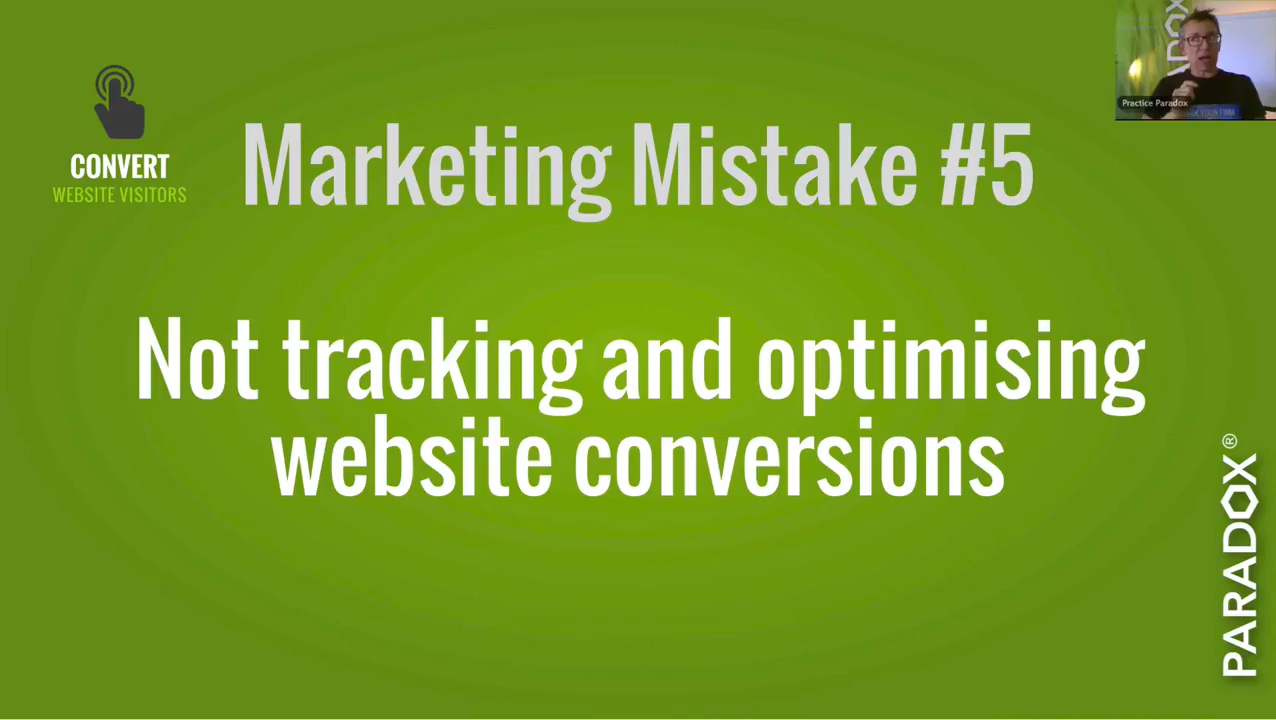 CONVERT
WEBSITE VISITORS
Marketing Mistake #5
Not tracking and optimising
website conversions
Practice Paradox
PARADOX®